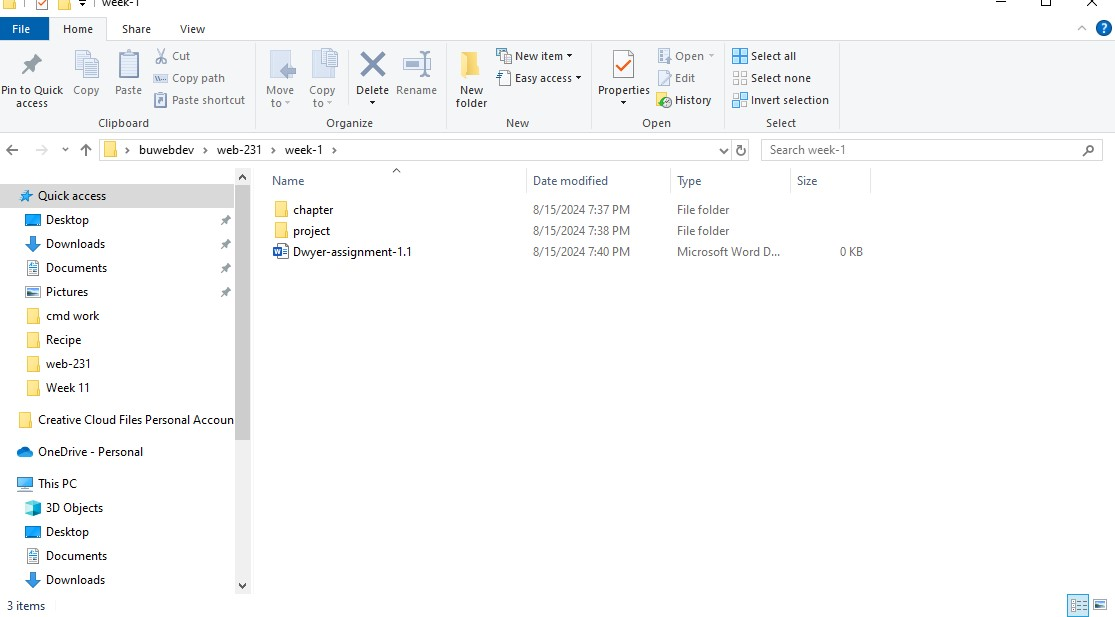 week-1
File Home Share View
Pin to Quick access
Copy
Paste
Cut
Copy path
Paste shortcut
Clipboard
Move to
Copy to
Delete
Rename
Organize
New folder
New item
Easy access
New
Properties
Open
Edit
History
Open
Select all
Select none
Invert selection
Select
buwebdev > web-231 > week-1 >
Search week-1
Name Date modified Type Size
chapter 8/15/2024 7:37 PM File folder
project 8/15/2024 7:38 PM File folder
Dwyer-assignment-1.1 8/15/2024 7:40 PM Microsoft Word D... 0 KB
Quick access
Desktop
Downloads
Documents
Pictures
cmd work
Recipe
web-231
Week 11
Creative Cloud Files Personal Accoun
OneDrive - Personal
This PC
3D Objects
Desktop
Documents
Downloads
3 items